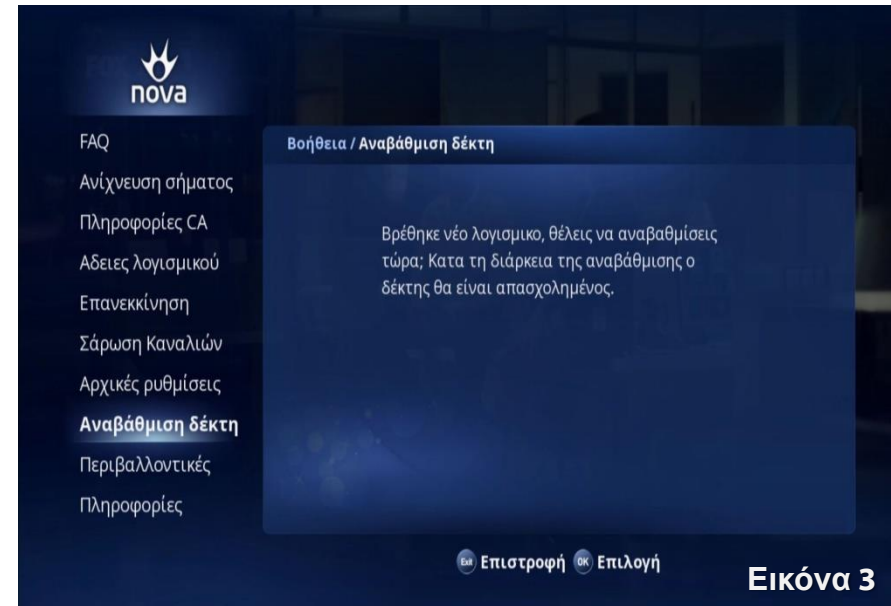 nova
FAQ
Ανίχνευση σήματος
Πληροφορίες CA
Αδειες λογισμικού
Επανεκκίνηση
Σάρωση Καναλιών
Αρχικές ρυθμίσεις
Αναβάθμιση δέκτη
Περιβαλλοντικές
Πληροφορίες
Βοήθεια / Αναβάθμιση δέκτη
Βρέθηκε νέο λογισμικο, θέλεις να αναβαθμίσεις
τώρα; Κατα τη διάρκεια της αναβάθμισης ο
δέκτης θα είναι απασχολημένος.
Exit Επιστροφή OK Επιλογή
Εικόνα 3